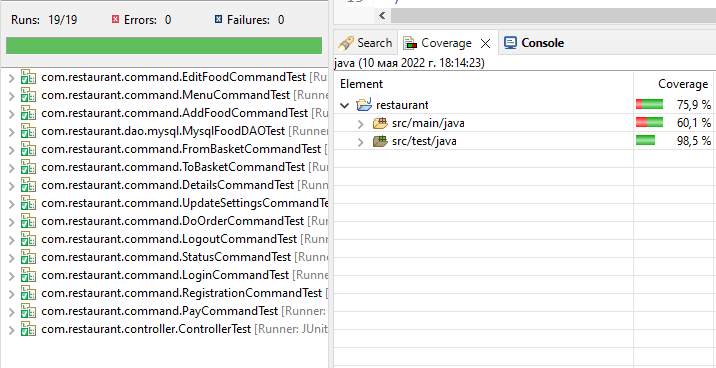 Runs: 19/19 Errors: 0 Failures: 0
com.restaurant.command.EditFoodCommandTest [Run
com.restaurant.command.MenuCommandTest [Runner
com.restaurant.command.AddFoodCommandTest [Run
com.restaurant.dao.mysql.MysqlFoodDAOTest [Runner
com.restaurant.command.FromBasketCommandTest [R
com.restaurant.command.ToBasketCommandTest [Run
com.restaurant.command.DetailsCommandTest [Runn
com.restaurant.command.UpdateSettingsCommandTe
com.restaurant.command.DoOrderCommandTest [Run
com.restaurant.command.LogoutCommandTest [Runn
com.restaurant.command.StatusCommandTest [Runne
com.restaurant.command.LoginCommandTest [Runne
com.restaurant.command.RegistrationCommandTest [
com.restaurant.command.PayCommandTest [Runner:
com.restaurant.controller.ControllerTest [Runner: JUnit
Search Coverage Console
java (10 мая 2022 г. 18:14:23)
Element Coverage
restaurant 75,9 %
src/main/java 60,1 %
src/test/java 98,5 %